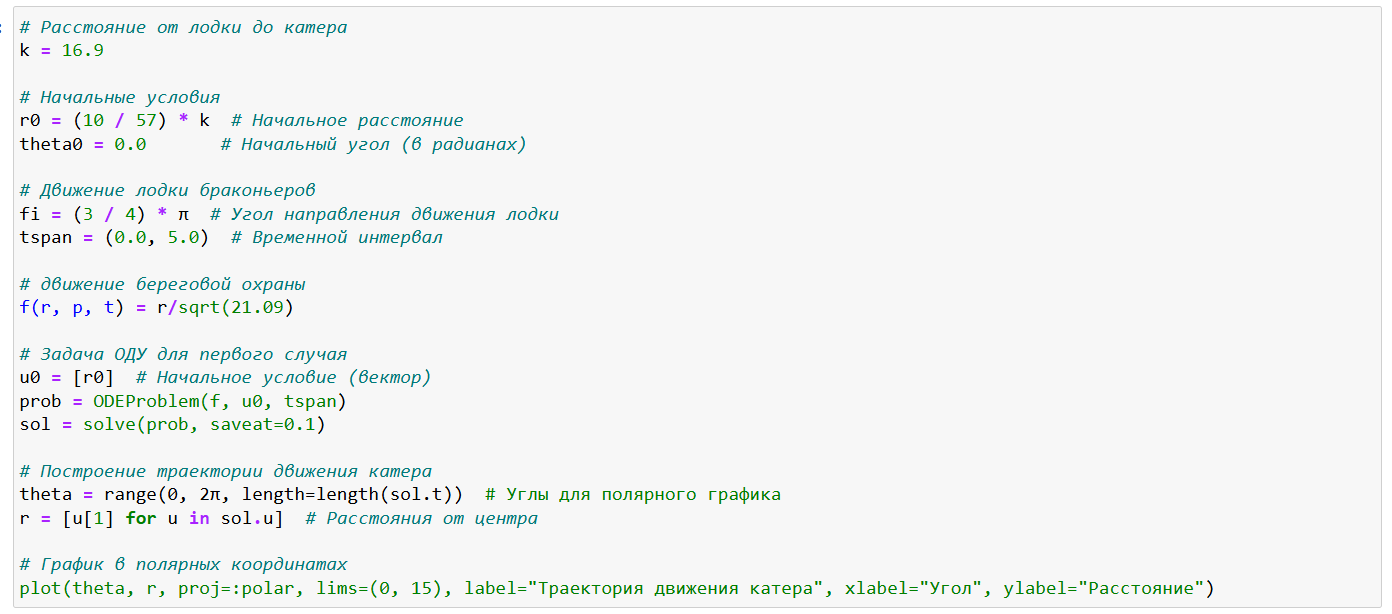 # Расстояние от лодки до катера
k = 16.9
# Начальные условия
r0 = (10 / 57) * k  # Начальное расстояние
theta0 = 0.0       # Начальный угол (в радианах)
# Движение лодки браконьеров
fi = (3 / 4) * π  # Угол направления движения лодки
tspan = (0.0, 5.0)  # Временной интервал
# движение береговой охраны
f(r, p, t) = r/sqrt(21.09)
# Задача ОДУ для первого случая
u0 = [r0]  # Начальное условие (вектор)
prob = ODEProblem(f, u0, tspan)
sol = solve(prob, saveat=0.1)
# Построение траектории движения катера
theta = range(0, 2π, length=length(sol.t))  # Углы для полярного графика
r = [u[1] for u in sol.u]  # Расстояния от центра
# График в полярных координатах
plot(theta, r, proj=:polar, lims=(0, 15), label="Траектория движения катера", xlabel="Угол", ylabel="Расстояние")